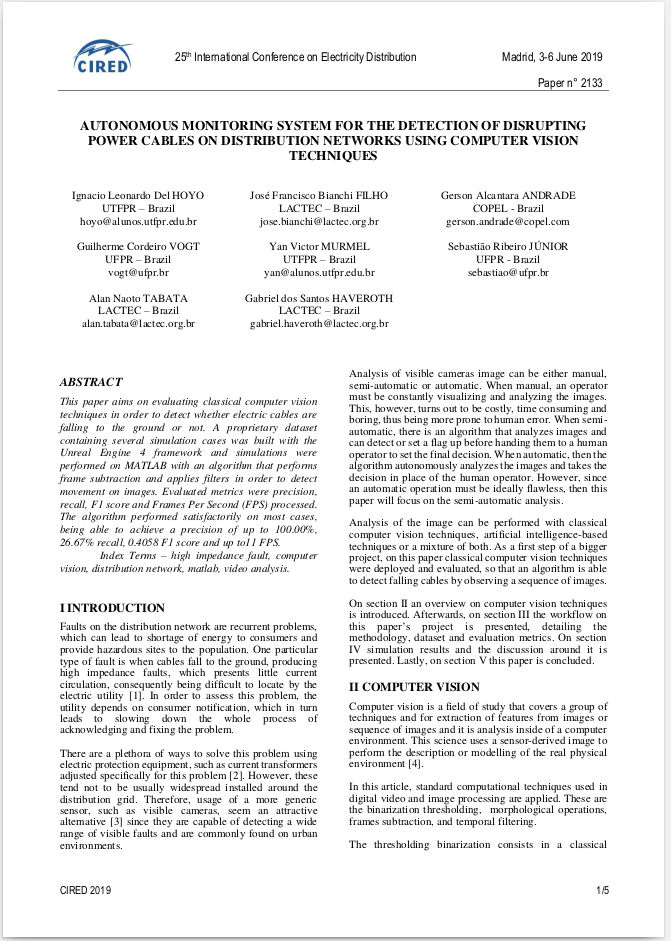 CIRED
25th International Conference on Electricity Distribution
Madrid, 3-6 June 2019
Paper n° 2133
AUTONOMOUS MONITORING SYSTEM FOR THE DETECTION OF DISRUPTING
POWER CABLES ON DISTRIBUTION NETWORKS USING COMPUTER VISION
TECHNIQUES
Ignacio Leonardo Del HOYO
UTFPR – Brazil
hoyo@alunos.utfpr.edu.br
José Francisco Bianchi FILHO
LACTEC – Brazil
jose.bianchi@lactec.org.br
Gerson Alcantara ANDRADE
COPEL - Brazil
gerson.andrade@copel.com
Guilherme Cordeiro VOGT
UFPR – Brazil
vogt@ufpr.br
Yan Victor MURMEL
UTFPR – Brazil
yan@alunos.utfpr.edu.br
Sebastião Ribeiro JÚNIOR
UFPR - Brazil
sebastiao@ufpr.br
Alan Naoto TABATA
LACTEC – Brazil
alan.tabata@lactec.org.br
Gabriel dos Santos HAVEROTH
LACTEC – Brazil
gabriel.haveroth@lactec.org.br
ABSTRACT
This paper aims on evaluating classical computer vision
techniques in order to detect whether electric cables are
falling to the ground or not. A proprietary dataset
containing several simulation cases was built with the
Unreal Engine 4 framework and simulations were
performed on MATLAB with an algorithm that performs
frame subtraction and applies filters in order to detect
movement on images. Evaluated metrics were precision,
recall, F1 score and Frames Per Second (FPS) processed.
The algorithm performed satisfactorily on most cases,
being able to achieve a precision of up to 100.00%,
26.67% recall, 0.4058 F1 score and up to11 FPS.
Index Terms – high impedance fault, computer
vision, distribution network, matlab, video analysis.
I INTRODUCTION
Faults on the distribution network are recurrent problems,
which can lead to shortage of energy to consumers and
provide hazardous sites to the population. One particular
type of fault is when cables fall to the ground, producing
high impedance faults, which presents little current
circulation, consequently being difficult to locate by the
electric utility [1]. In order to assess this problem, the
utility depends on consumer notification, which in turn
leads to slowing down the whole process of
acknowledging and fixing the problem.
There are a plethora of ways to solve this problem using
electric protection equipment, such as current transformers
adjusted specifically for this problem [2]. However, these
tend not to be usually widespread installed around the
distribution grid. Therefore, usage of a more generic
sensor, such as visible cameras, seem an attractive
alternative [3] since they are capable of detecting a wide
range of visible faults and are commonly found on urban
environments.
Analysis of visible cameras image can be either manual,
semi-automatic or automatic. When manual, an operator
must be constantly visualizing and analyzing the images.
This, however, turns out to be costly, time consuming and
boring, thus being more prone to human error. When semi-
automatic, there is an algorithm that analyzes images and
can detect or set a flag up before handing them to a human
operator to set the final decision. When automatic, then the
algorithm autonomously analyzes the images and takes the
decision in place of the human operator. However, since
an automatic operation must be ideally flawless, then this
paper will focus on the semi-automatic analysis.
Analysis of the image can be performed with classical
computer vision techniques, artificial intelligence-based
techniques or a mixture of both. As a first step of a bigger
project, on this paper classical computer vision techniques
were deployed and evaluated, so that an algorithm is able
to detect falling cables by observing a sequence of images.
On section II an overview on computer vision techniques
is introduced. Afterwards, on section III the workflow on
this paper's project is presented, detailing the
methodology, dataset and evaluation metrics. On section
IV simulation results and the discussion around it is
presented. Lastly, on section V this paper is concluded.
II COMPUTER VISION
Computer vision is a field of study that covers a group of
techniques and for extraction of features from images or
sequence of images and it is analysis inside of a computer
environment. This science uses a sensor-derived image to
perform the description or modelling of the real physical
environment [4].
In this article, standard computational techniques used in
digital video and image processing are applied. These are
the binarization thresholding, morphological operations,
frames subtraction, and temporal filtering.
The thresholding binarization consists in a classical
CIRED 2019
1/5